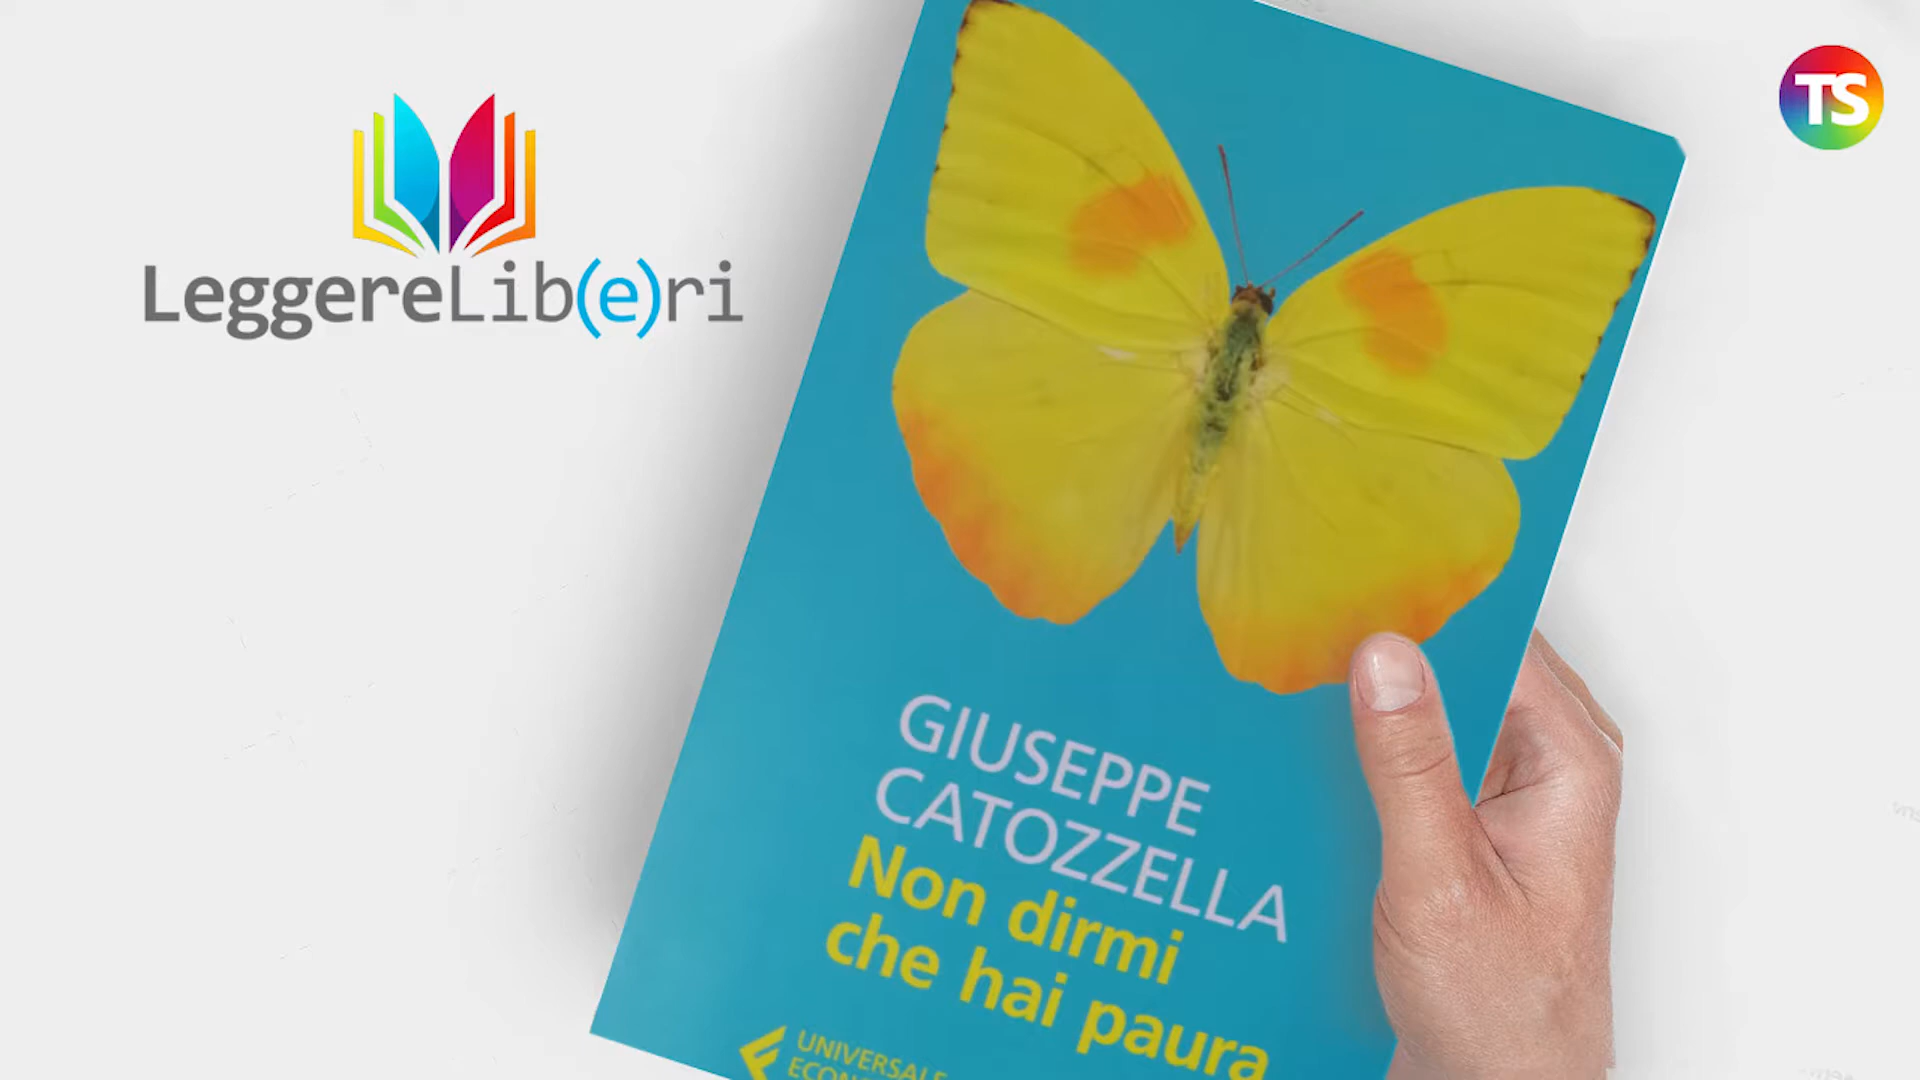 LeggereLib(e)ri
TS
GIUSEPPE
CATOZZELLA
Non dirmi
che hai paura
UNIVERSALE